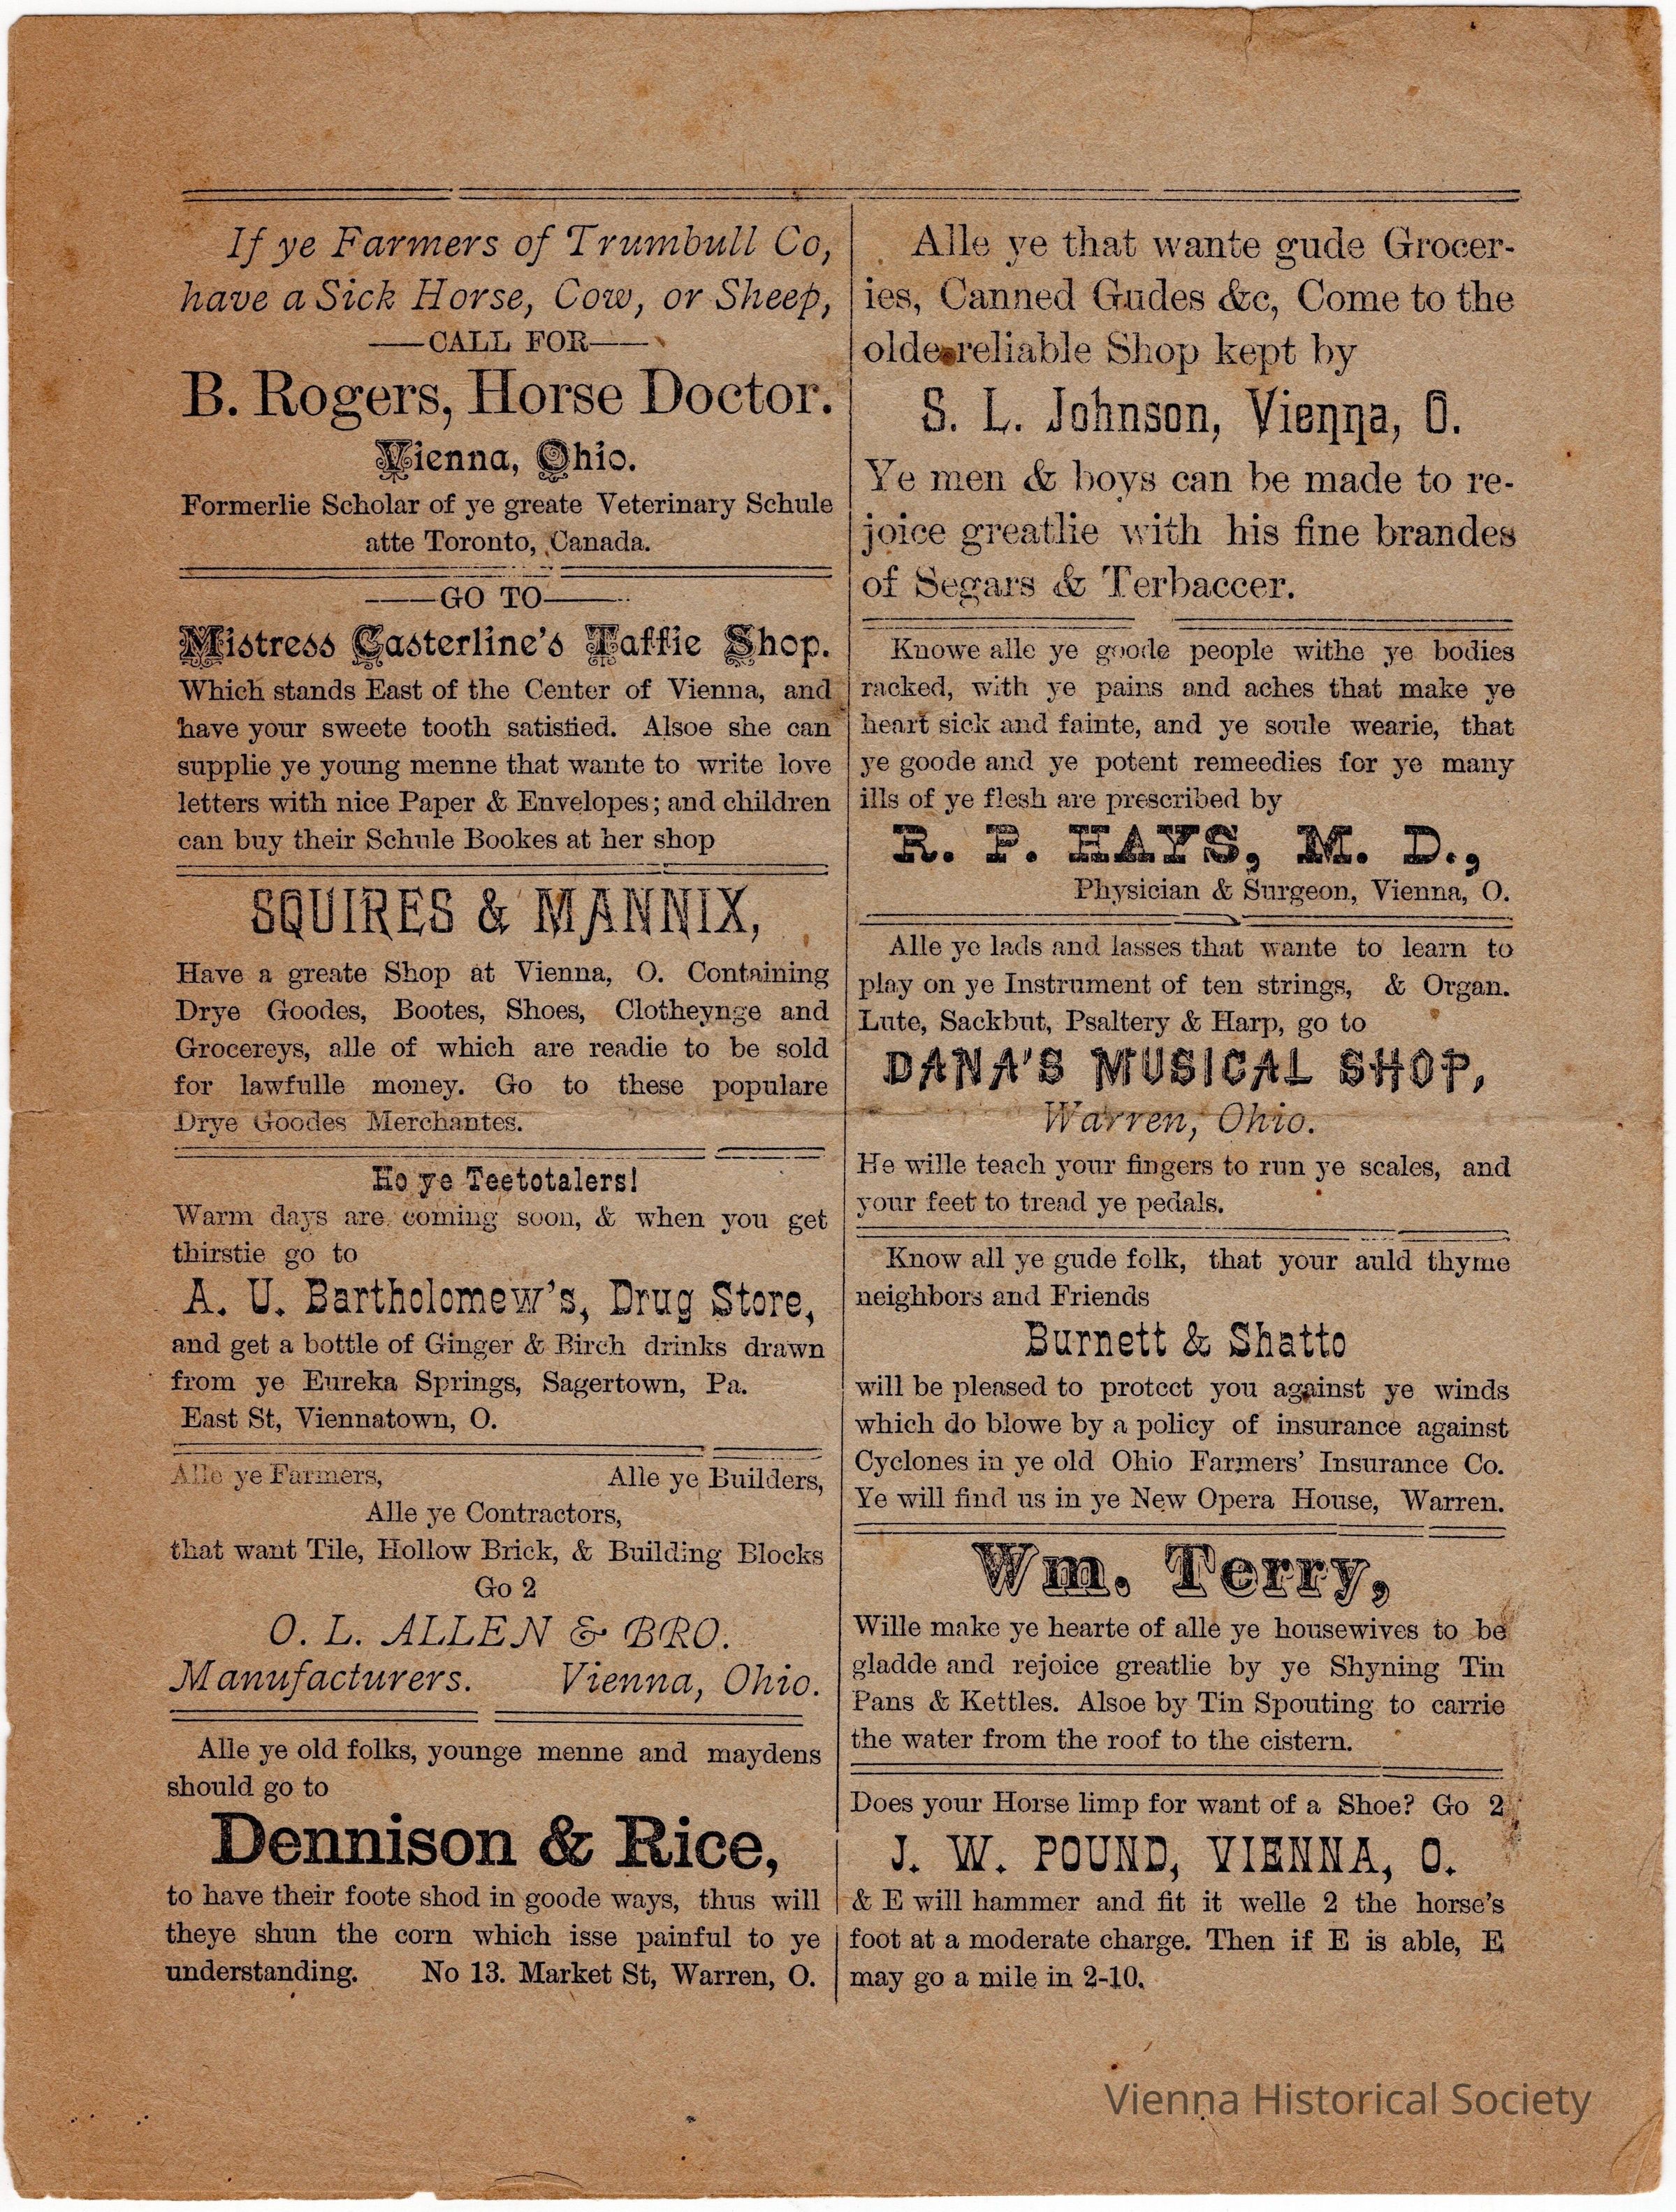 If ye Farmers of Trumbull Co,
have a Sick Horse, Cow, or Sheep,
—CALL FOR—
B. Rogers, Horse Doctor.
Vienna, Ohio.
Formerlie Scholar of ye greate Veterinary Schule
atte Toronto, Canada.
—GO TO—
Mistress Casterline's Taffie Shop.
Which stands East of the Center of Vienna, and
have your sweete tooth satisfied. Alsoe she can
supplie ye young menne that wante to write love
letters with nice Paper & Envelopes; and children
can buy their Schule Bookes at her shop
SQUIRES & MANNIX,
Have a greate Shop at Vienna, O. Containing
Drye Goodes, Bootes, Shoes, Clotheynge and
Grocereys, alle of which are readie to be sold
for lawfulle money. Go to these populare
Drye Goodes Merchantes.
Ho ye Teetotalers!
Warm days are coming soon, & when you get
thirstie go to
A. U. Bartholomew's, Drug Store,
and get a bottle of Ginger & Birch drinks drawn
from ye Eureka Springs, Sagertown, Pa.
East St, Viennatown, O.
Alle ye Farmers, Alle ye Builders,
Alle ye Contractors,
that want Tile, Hollow Brick, & Building Blocks
Go 2
O. L. ALLEN & BRO.
Manufacturers. Vienna, Ohio.
Alle ye old folks, younge menne and maydens
should go to
Dennison & Rice,
to have their foote shod in goode ways, thus will
theye shun the corn which isse painful to ye
understanding. No 13. Market St, Warren, O.
Alle ye that wante gude Grocer-
ies, Canned Gudes &c, Come to the
olde reliable Shop kept by
S. L. Johnson, Vienna, O.
Ye men & boys can be made to re-
joice greatlie with his fine brandes
of Segars & Terbaccer.
Knowe alle ye goode people withe ye bodies
racked, with ye pains and aches that make ye
heart sick and fainte, and ye soule wearie, that
ye goode and ye potent remeedies for ye many
ills of ye flesh are prescribed by
R. P. HAYS, M. D.,
Physician & Surgeon, Vienna, O.
Alle ye lads and lasses that wante to learn to
play on ye Instrument of ten strings, & Organ.
Lute, Sackbut, Psaltery & Harp, go to
DANA'S MUSICAL SHOP,
Warren, Ohio.
He wille teach your fingers to run ye scales, and
your feet to tread ye pedals.
Know all ye gude folk, that your auld thyme
neighbors and Friends
Burnett & Shatto
will be pleased to protect you against ye winds
which do blowe by a policy of insurance against
Cyclones in ye old Ohio Farmers' Insurance Co.
Ye will find us in ye New Opera House, Warren.
Wm. Terry,
Wille make ye hearte of alle ye housewives to be
gladde and rejoice greatlie by ye Shyning Tin
Pans & Kettles. Alsoe by Tin Spouting to carrie
the water from the roof to the cistern.
Does your Horse limp for want of a Shoe? Go 2
J. W. POUND, VIENNA, O.
& E will hammer and fit it welle 2 the horse's
foot at a moderate charge. Then if E is able, E
may go a mile in 2-10.
Vienna Historical Society